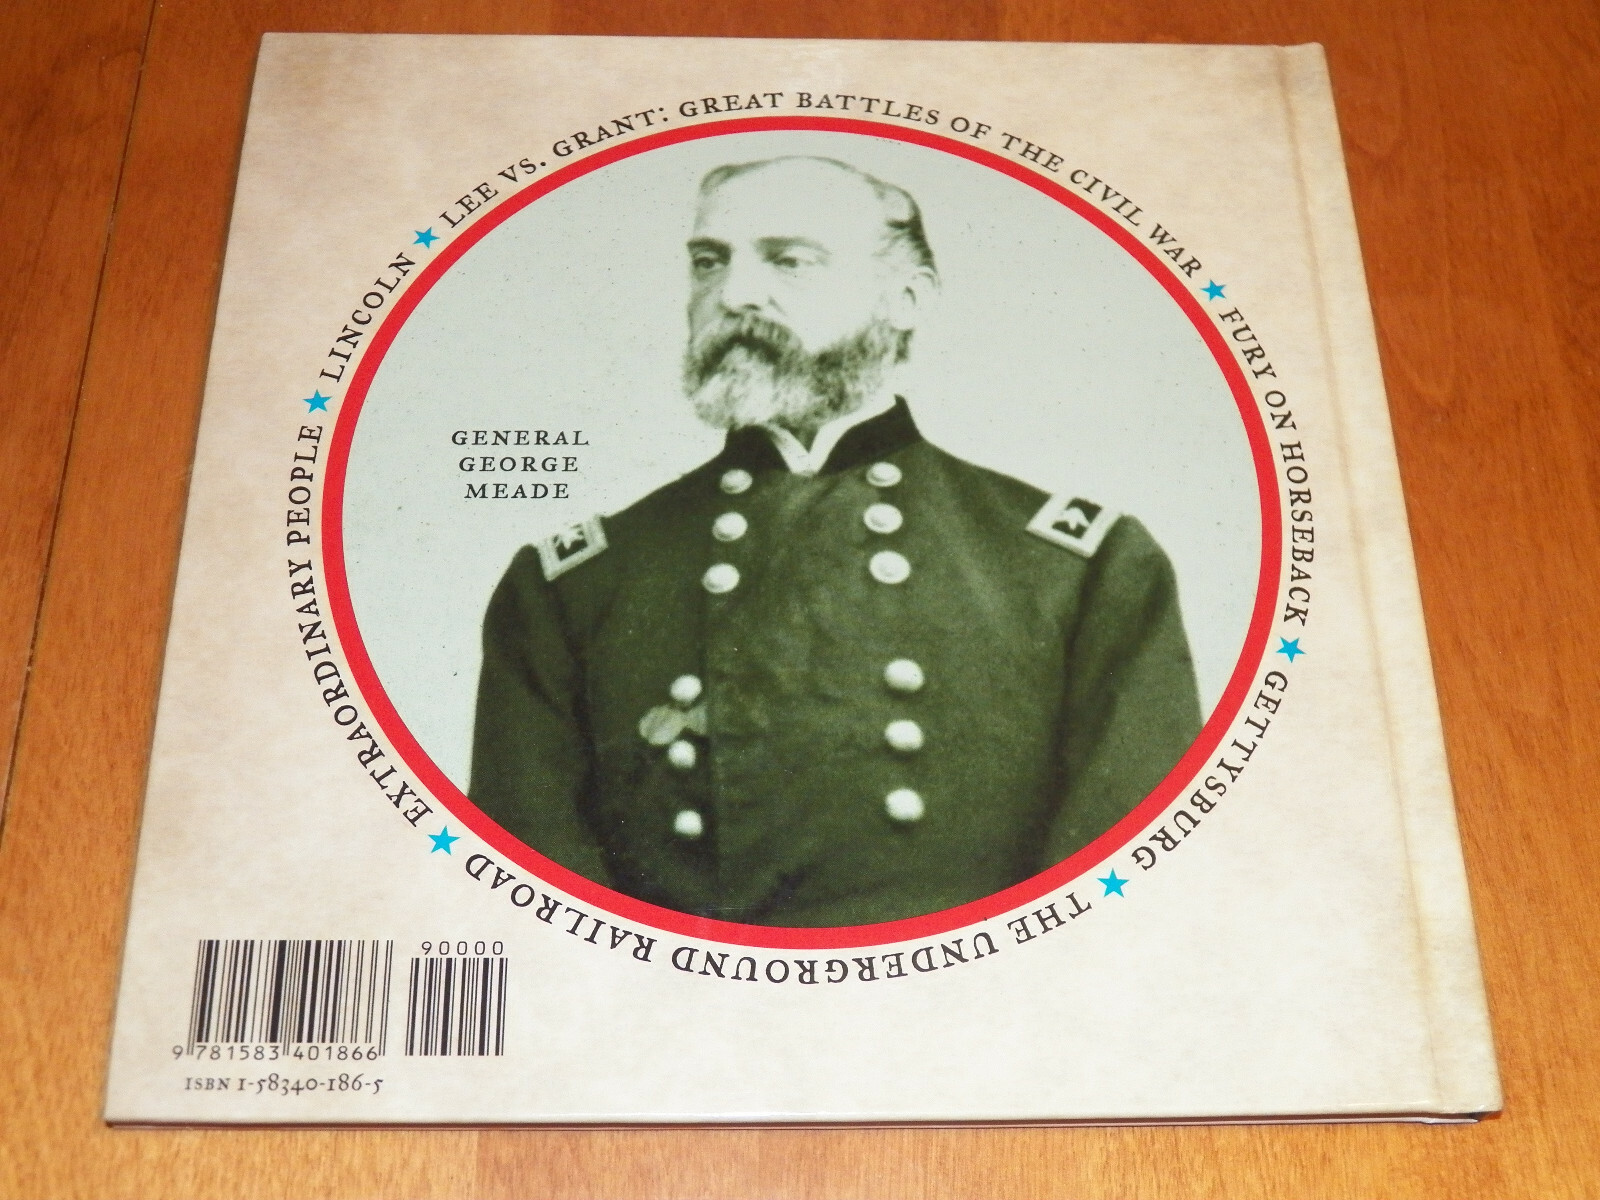 LEE VS. GRANT: GREAT BATTLES OF THE CIVIL WAR ★ FURY ON HORSEBACK ★ GETTYSBURG ★ THE UNDERGROUND RAILROAD ★ EXTRAORDINARY PEOPLE ★ LINCOLN ★
GENERAL
GEORGE
MEADE
90000
9 781583 401866
ISBN 1-58340-186-5